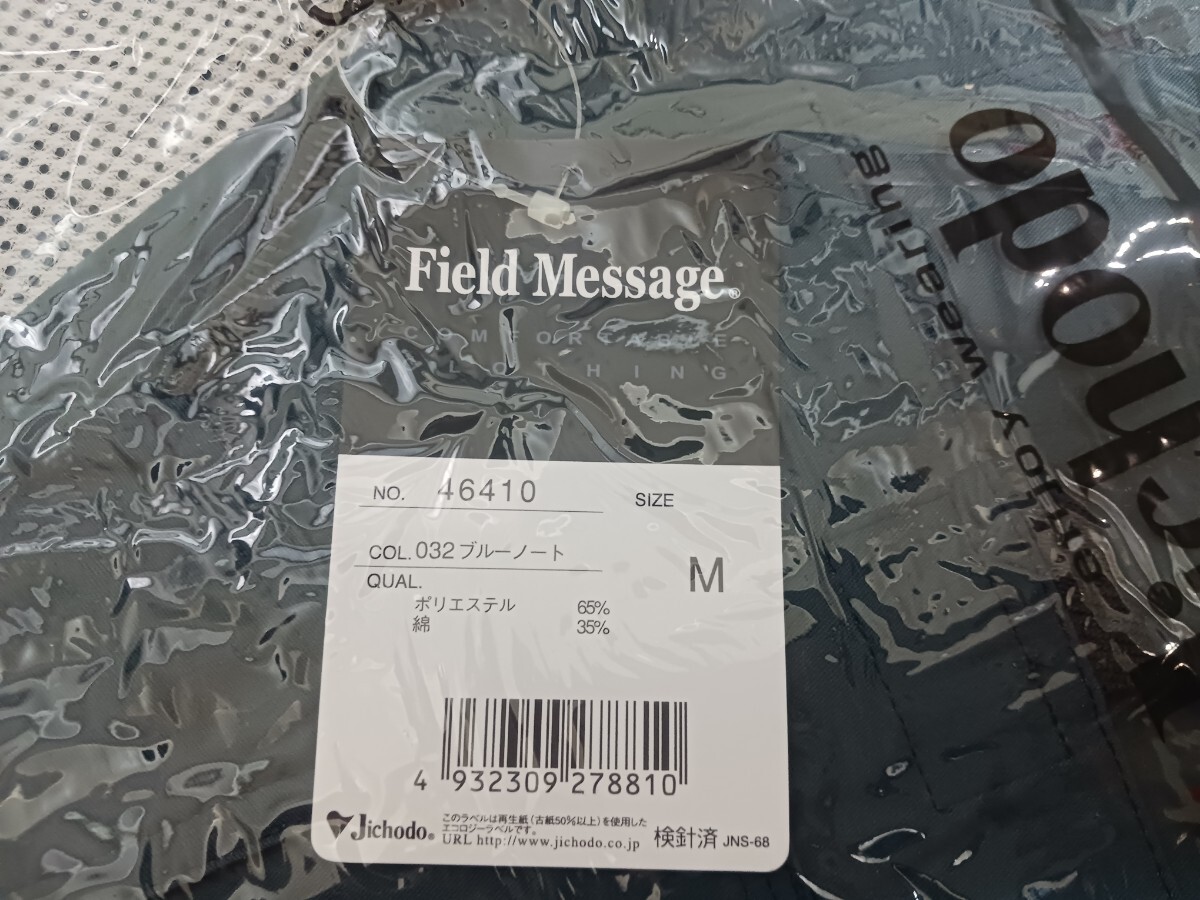 Jichodo
Field Message®
COMFORTABLE
CLOTHING
NO. 46410
SIZE
COL. 032 ブルーノート
M
QUAL.
ポリエステル 65%
綿 35%
4 932309 278810
Jichodo®
このラベルは再生紙(古紙50%以上)を使用した
エコロジーラベルです。
URL http://www.jichodo.co.jp
検針済 JNS-68
chodo
wearing